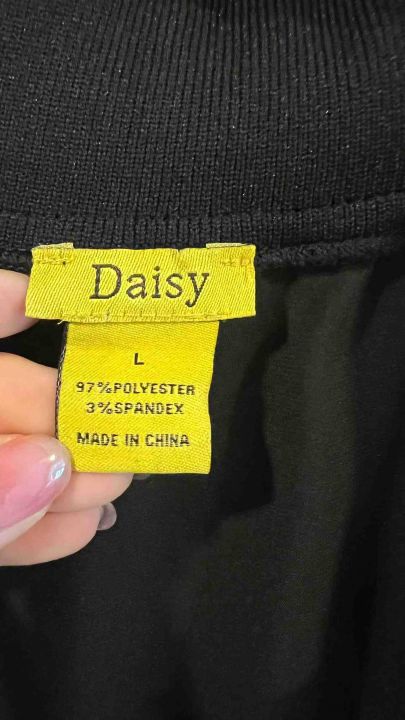 Daisy
L
97%POLYESTER
3%SPANDEX
MADE IN CHINA